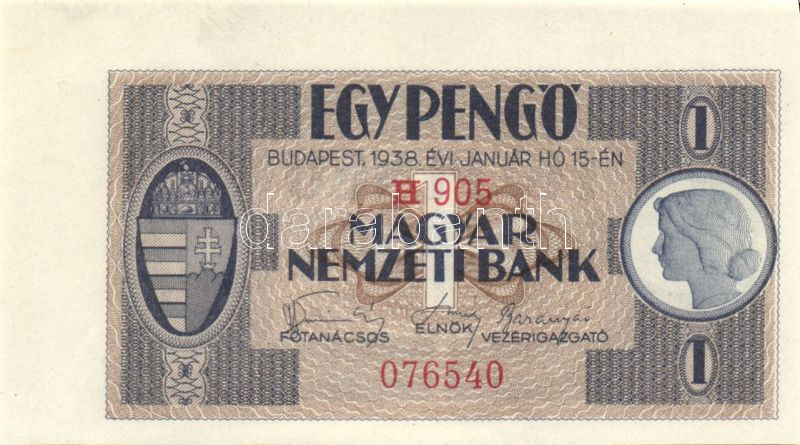 EGY PENGŐ
BUDAPEST, 1938. ÉVI JANUÁR HÓ 15-ÉN
1
H 905
MAGYAR
NEMZETI BANK
darabanth
FŐTANÁCSOS ELNÖK VEZÉRIGAZGATÓ
076540
1